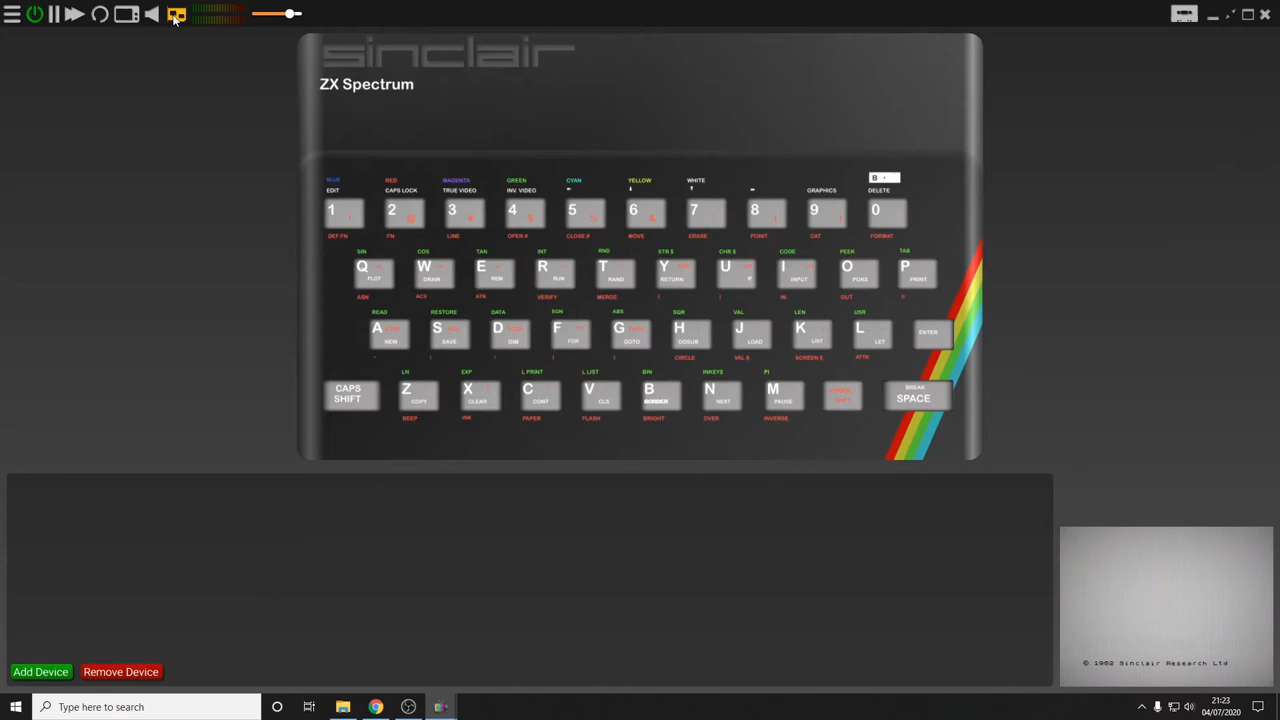 sinclair
ZX Spectrum
BLUE RED MAGENTA GREEN CYAN YELLOW WHITE B
EDIT CAPS LOCK TRUE VIDEO INV. VIDEO GRAPHICS DELETE
1 ! 2 @ 3 # 4 $ 5 % 6 & 7 8 ( 9 ) 0
DEF FN FN LINE OPEN # CLOSE # MOVE ERASE POINT CAT FORMAT
SIN COS TAN INT RND STR $ CHR $ CODE PEEK TAB
Q W E R T Y U I O P
PLOT DRAW REM RUN RAND RETURN IF INPUT POKE PRINT
ASN ACS ATN VERIFY MERGE [ ] IN OUT
READ RESTORE DATA SGN ABS SQR VAL LEN USR
A STOP S NOT D STEP F TO G THEN H J K L
NEW SAVE DIM FOR GOTO GOSUB LOAD LIST LET ENTER
CIRCLE VAL $ SCREEN $ ATTR
LN EXP L PRINT L LIST BIN INKEY$ PI
CAPS SHIFT Z X C V B N M BREAK SPACE
COPY CLEAR CONT CLS BORDER NEXT PAUSE
BEEP INK PAPER FLASH BRIGHT OVER INVERSE
© 1982 Sinclair Research Ltd
Add Device Remove Device
Type here to search
21:23
04/07/2020